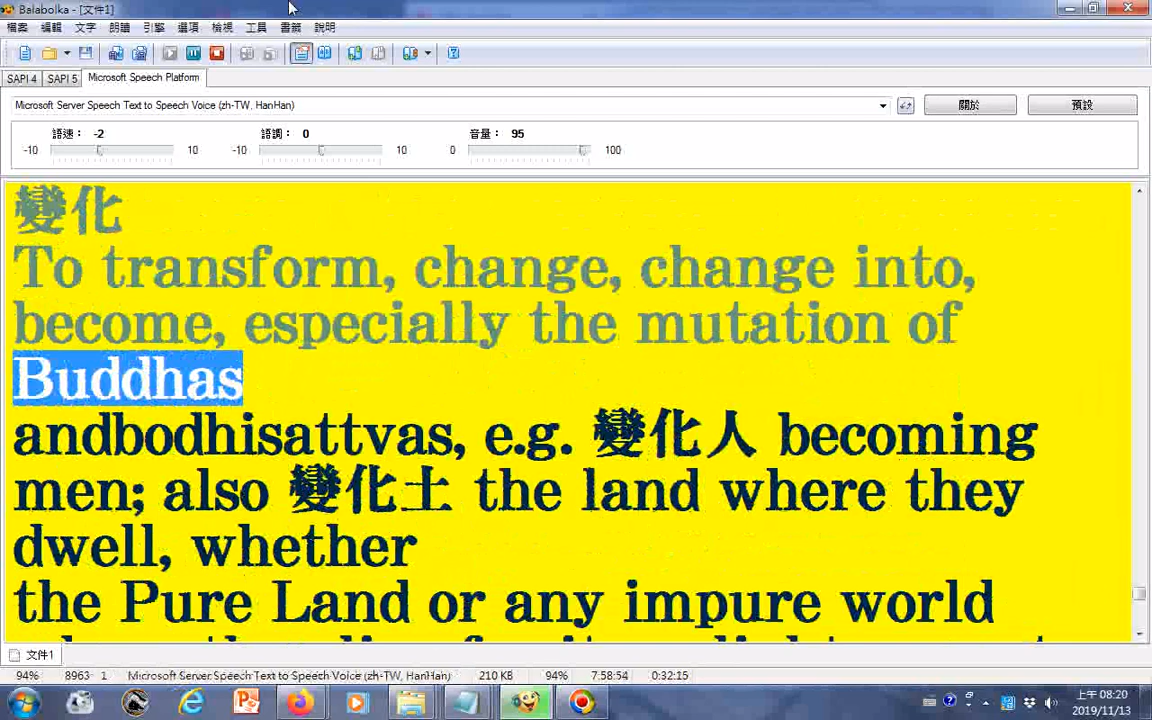 Balabolka - [文件1]
檔案 編輯 文字 朗讀 引擎 選項 檢視 工具 書籤 說明
SAPI 4 SAPI 5 Microsoft Speech Platform
Microsoft Server Speech Text to Speech Voice (zh-TW, HanHan) 關於 預設
語速： -2 語調： 0 音量： 95
-10 10 -10 10 0 100
變化
To transform, change, change into,
become, especially the mutation of
Buddhas
andbodhisattvas, e.g. 變化人 becoming
men; also 變化土 the land where they
dwell, whether
the Pure Land or any impure world
文件1
94% 8963 1 Microsoft Server Speech Text to Speech Voice (zh-TW, HanHan) 210 KB 94% 7:58:54 0:32:15
上午 08:20
2019/11/13